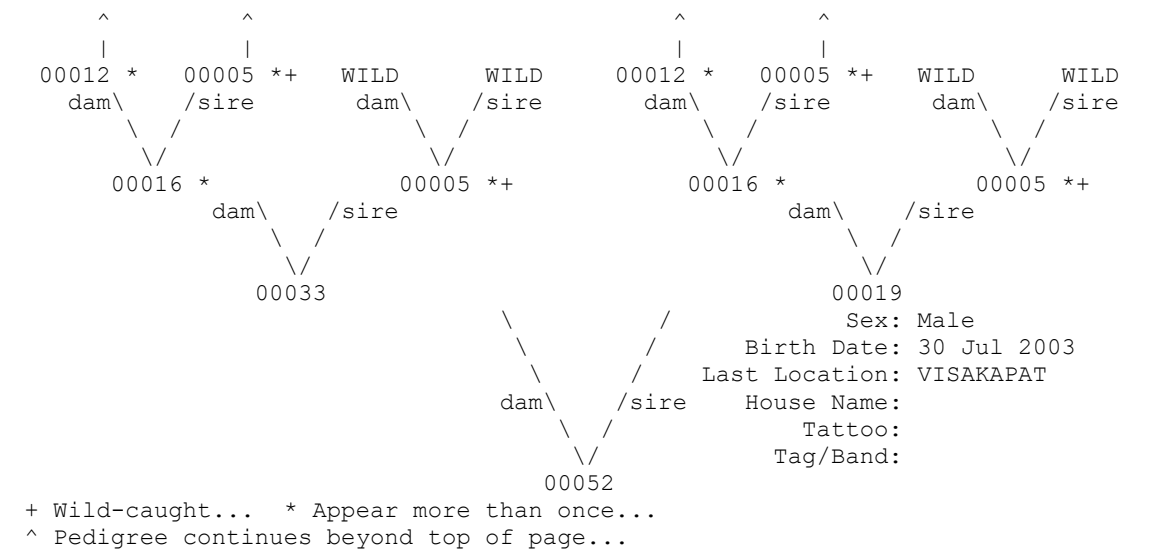 ^         ^                             ^         ^
      |         |                             |         |
 00012 *   00005 *+   WILD      WILD     00012 *   00005 *+   WILD      WILD
   dam\     /sire       dam\    /sire      dam\     /sire       dam\    /sire
       \  /                \  /                \  /                \  /
        \/                  \/                  \/                  \/
      00016 *             00005 *+            00016 *             00005 *+
             dam\    /sire                           dam\    /sire
                 \  /                                    \  /
                  \/                                      \/
                00033                                   00019
                                 \          /            Sex: Male
                                  \        /      Birth Date: 30 Jul 2003
                                   \      /    Last Location: VISAKAPAT
                                 dam\    /sire    House Name:
                                     \  /             Tattoo:
                                      \/            Tag/Band:
                                    00052
+ Wild-caught...  * Appear more than once...
^ Pedigree continues beyond top of page...